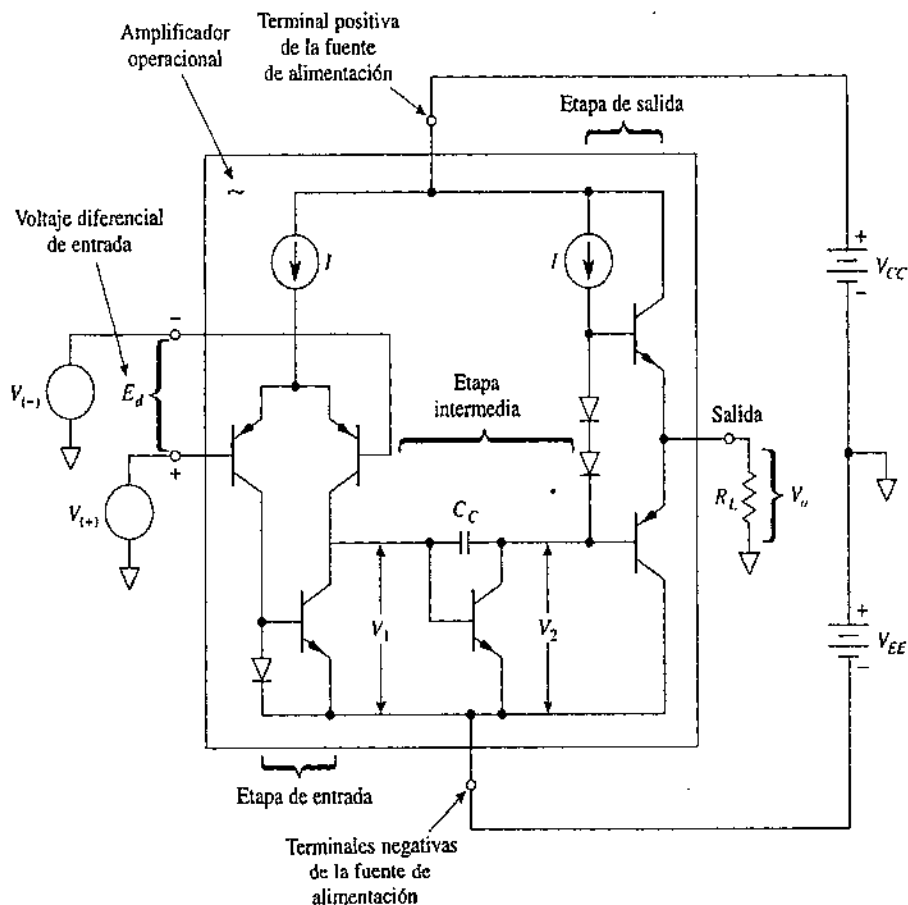 Terminal positiva
de la fuente
de alimentación
Amplificador
operacional
Etapa de salida
~
Voltaje diferencial
de entrada
I
I
+
V_CC
-
-
V(-)
E_d
Etapa
intermedia
Salida
+
V(+)
C_C
R_L
V_o
V_1
V_2
+
V_EE
-
Etapa de entrada
Terminales negativas
de la fuente de
alimentación